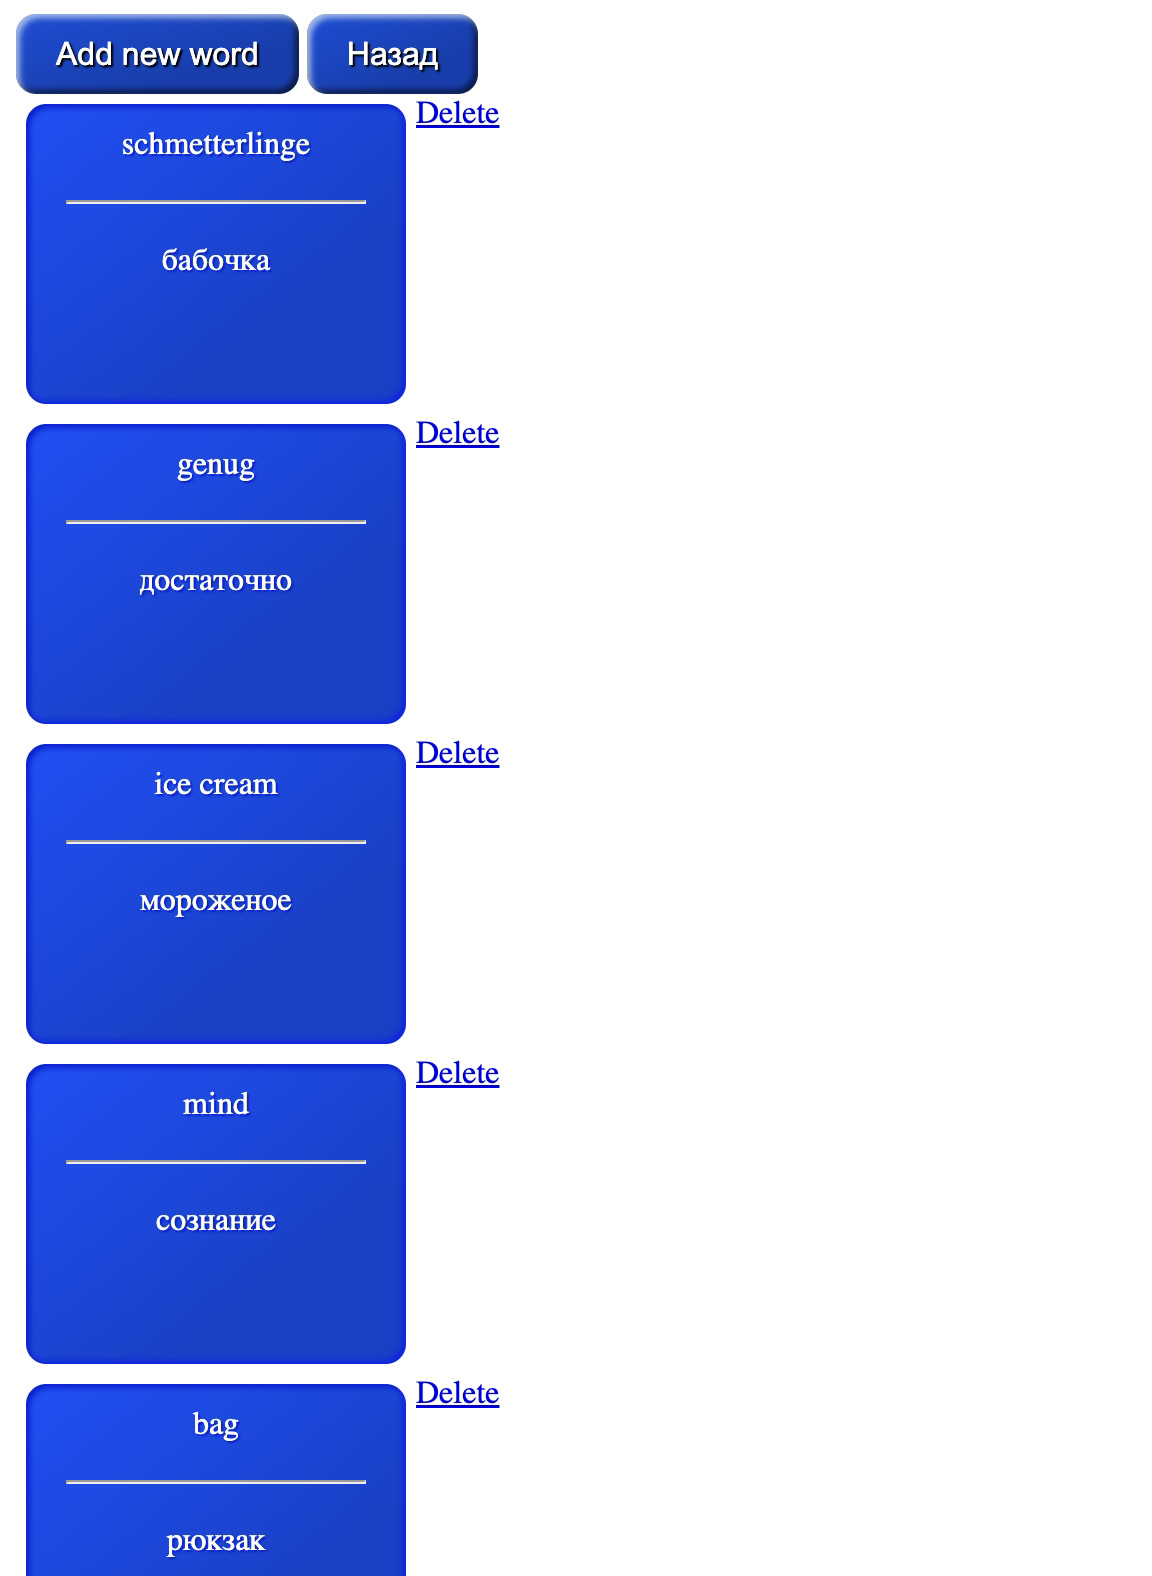 Add new word Назад
schmetterlinge Delete
бабочка
genug Delete
достаточно
ice cream Delete
мороженое
mind Delete
сознание
bag Delete
рюкзак